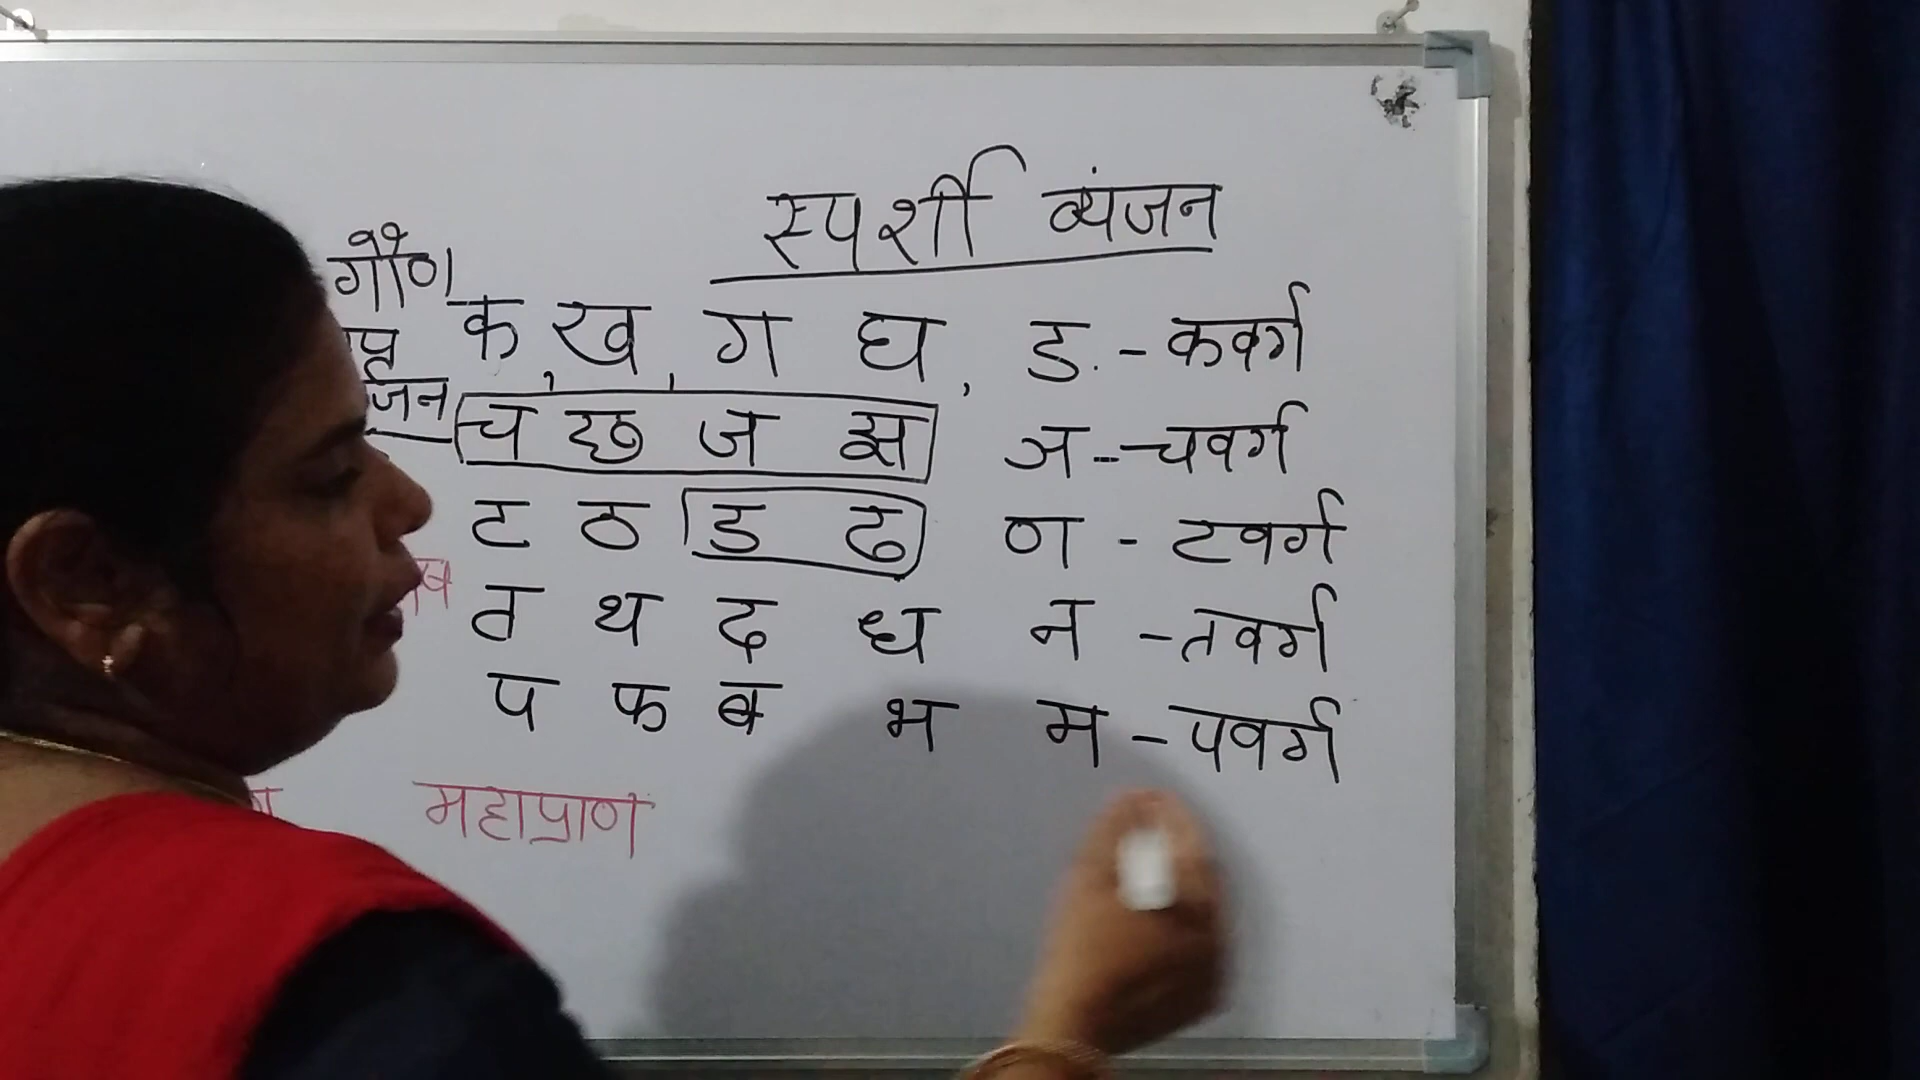 स्पर्शी व्यंजन
गौण
क, ख, ग घ, ङ - कवर्ग
च छ ज झ ञ -- चवर्ग
ट ठ ड ढ ण - टवर्ग
त थ द ध न - तवर्ग
प फ ब भ म - पवर्ग
महाप्राण